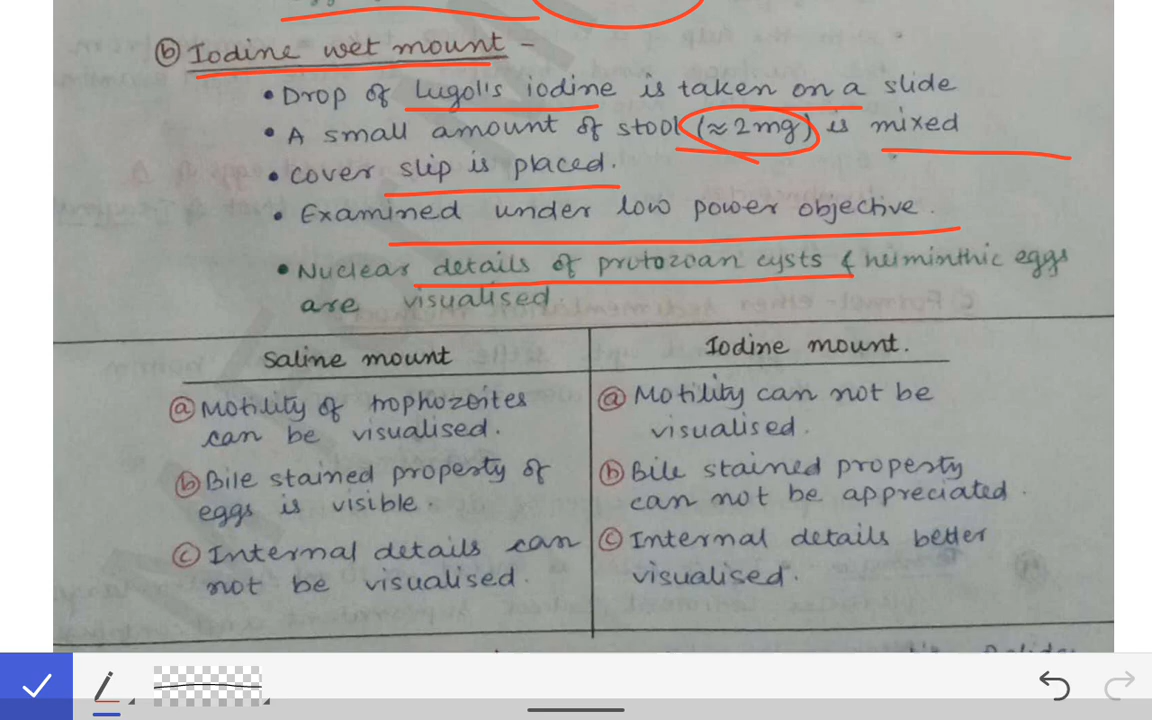 ⓑ Iodine wet mount –
• Drop of Lugol's iodine is taken on a slide
• A small amount of stool (≈2mg) is mixed
• cover slip is placed.
• Examined under low power objective.
• Nuclear details of protozoan cysts & helminthic eggs
are visualised
Saline mount
ⓐ Motility of trophozoites
can be visualised.
ⓑ Bile stained property of
eggs is visible.
ⓒ Internal details can
not be visualised.
Iodine mount.
ⓐ Motility can not be
visualised.
ⓑ Bile stained property
can not be appreciated.
ⓒ Internal details better
visualised.